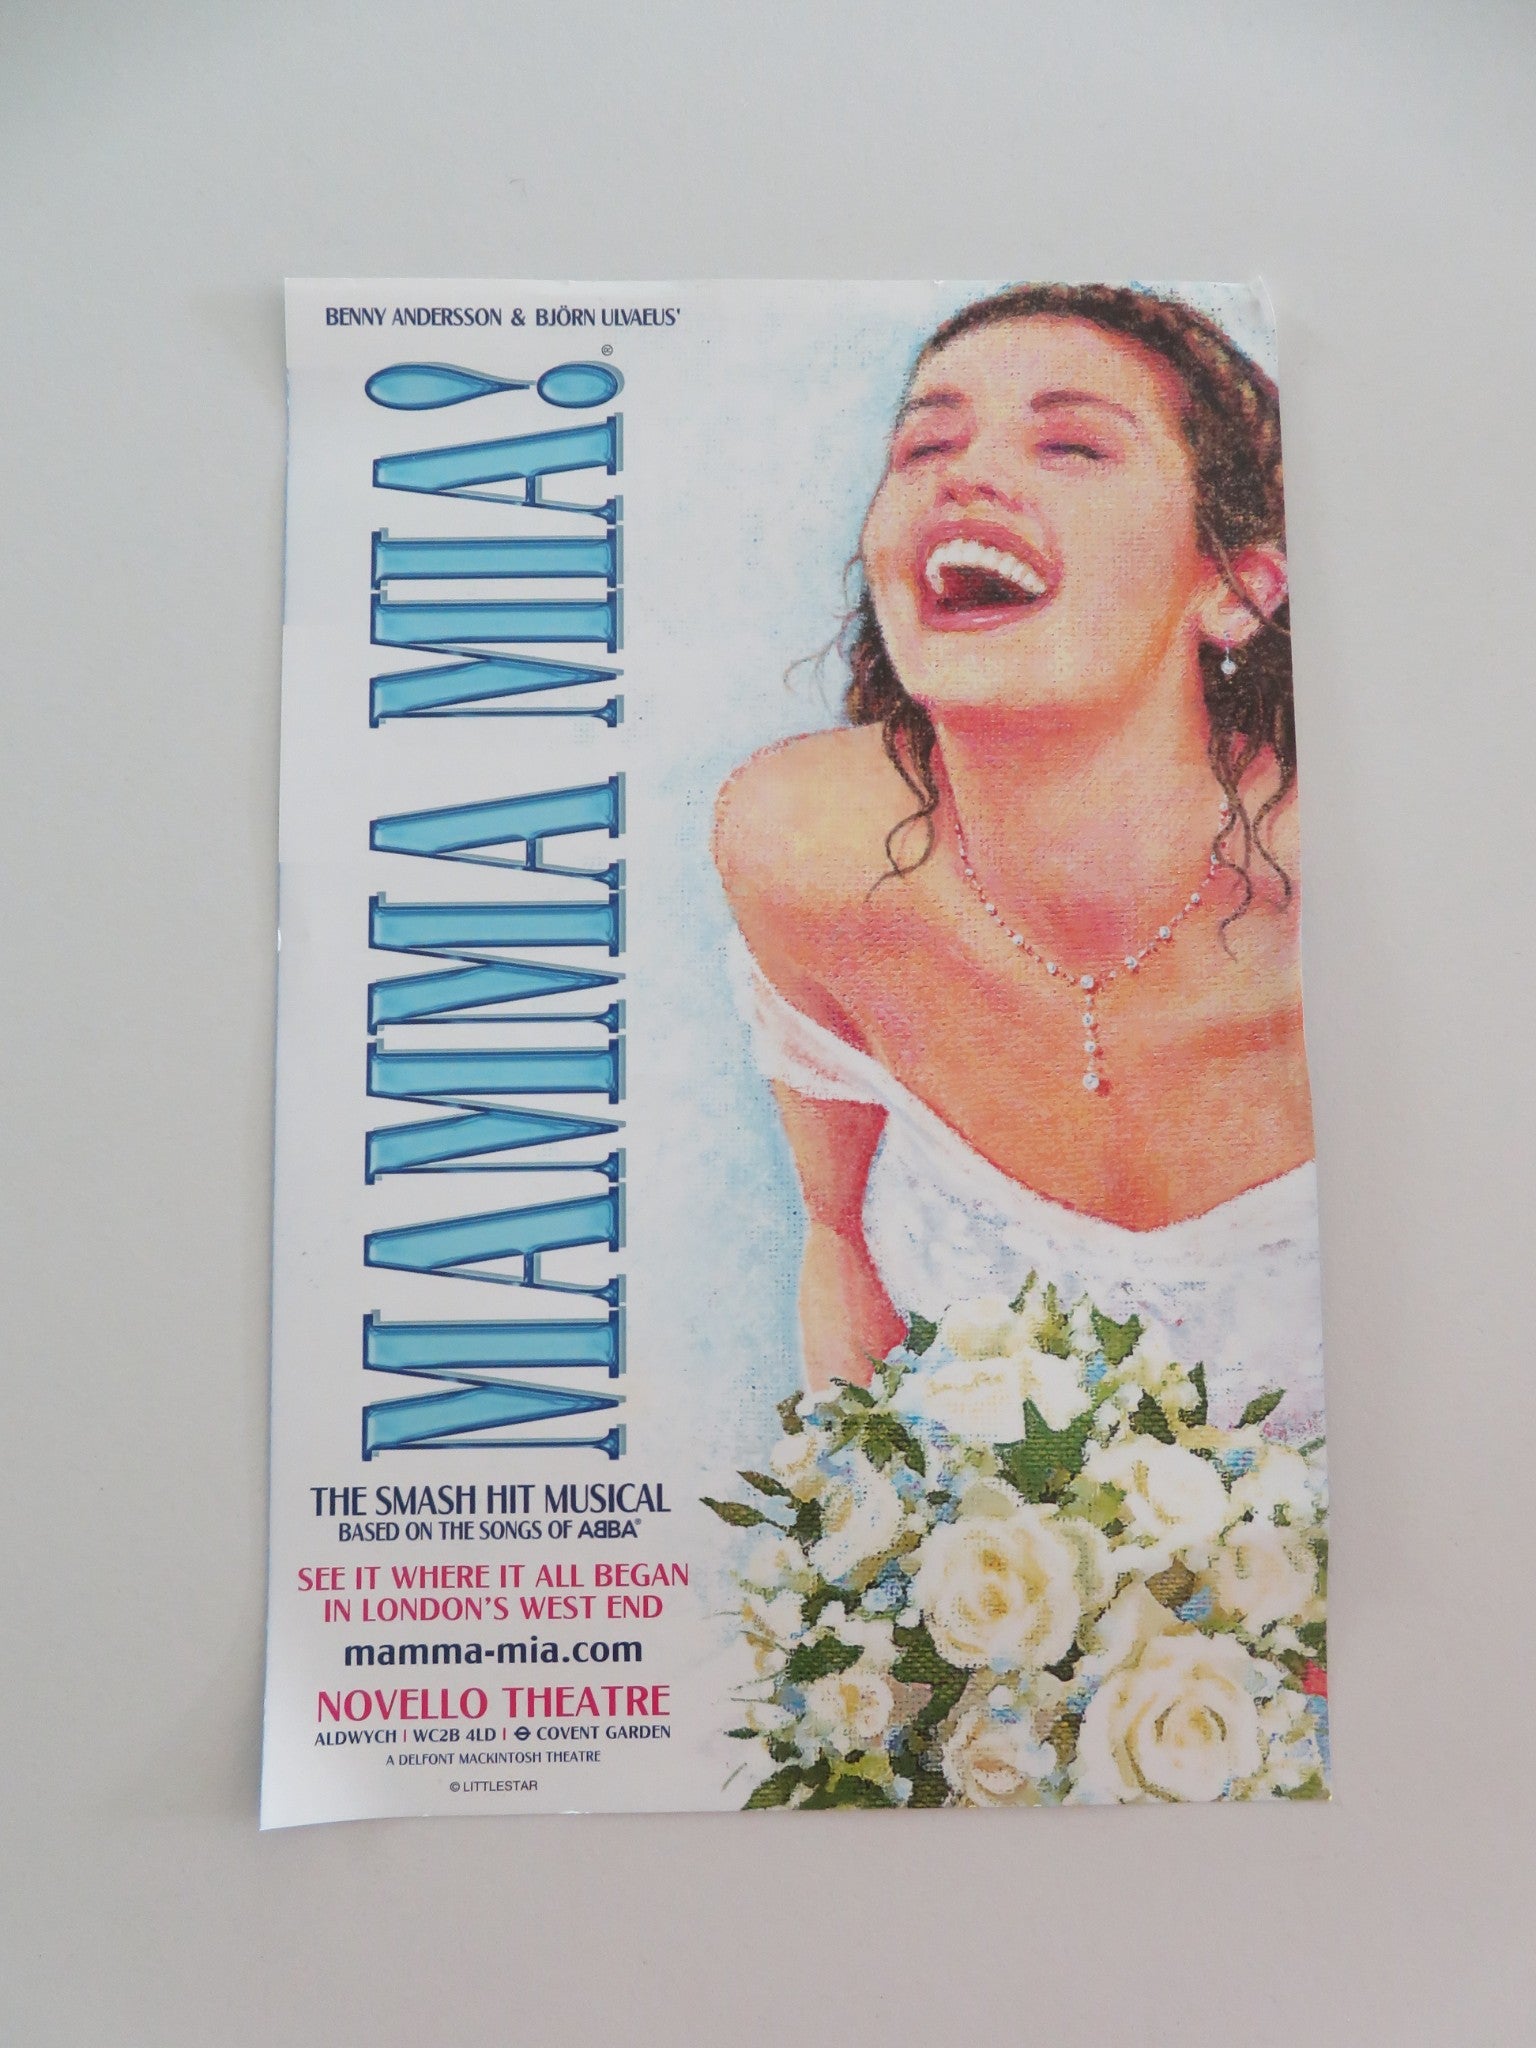 BENNY ANDERSSON & BJÖRN ULVAEUS'
MAMMA MIA!®
THE SMASH HIT MUSICAL
BASED ON THE SONGS OF ABBA®
SEE IT WHERE IT ALL BEGAN
IN LONDON'S WEST END
mamma-mia.com
NOVELLO THEATRE
ALDWYCH | WC2B 4LD | COVENT GARDEN
A DELFONT MACKINTOSH THEATRE
© LITTLESTAR